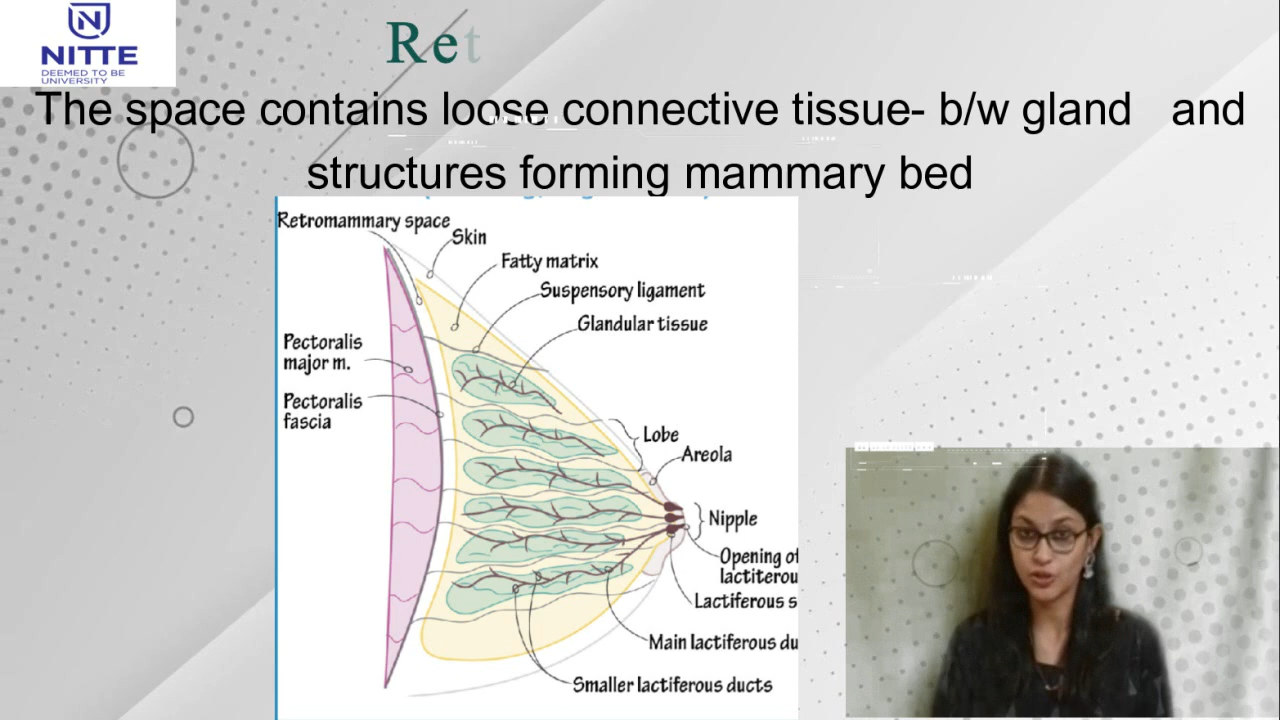 NITTE
DEEMED TO BE
UNIVERSITY
Ret
The space contains loose connective tissue- b/w gland and
structures forming mammary bed
Retromammary space
Skin
Fatty matrix
Suspensory ligament
Glandular tissue
Pectoralis
major m.
Pectoralis
fascia
Lobe
Areola
Nipple
Opening of
lactiterou
Lactiferous s
Main lactiferous du
Smaller lactiferous ducts